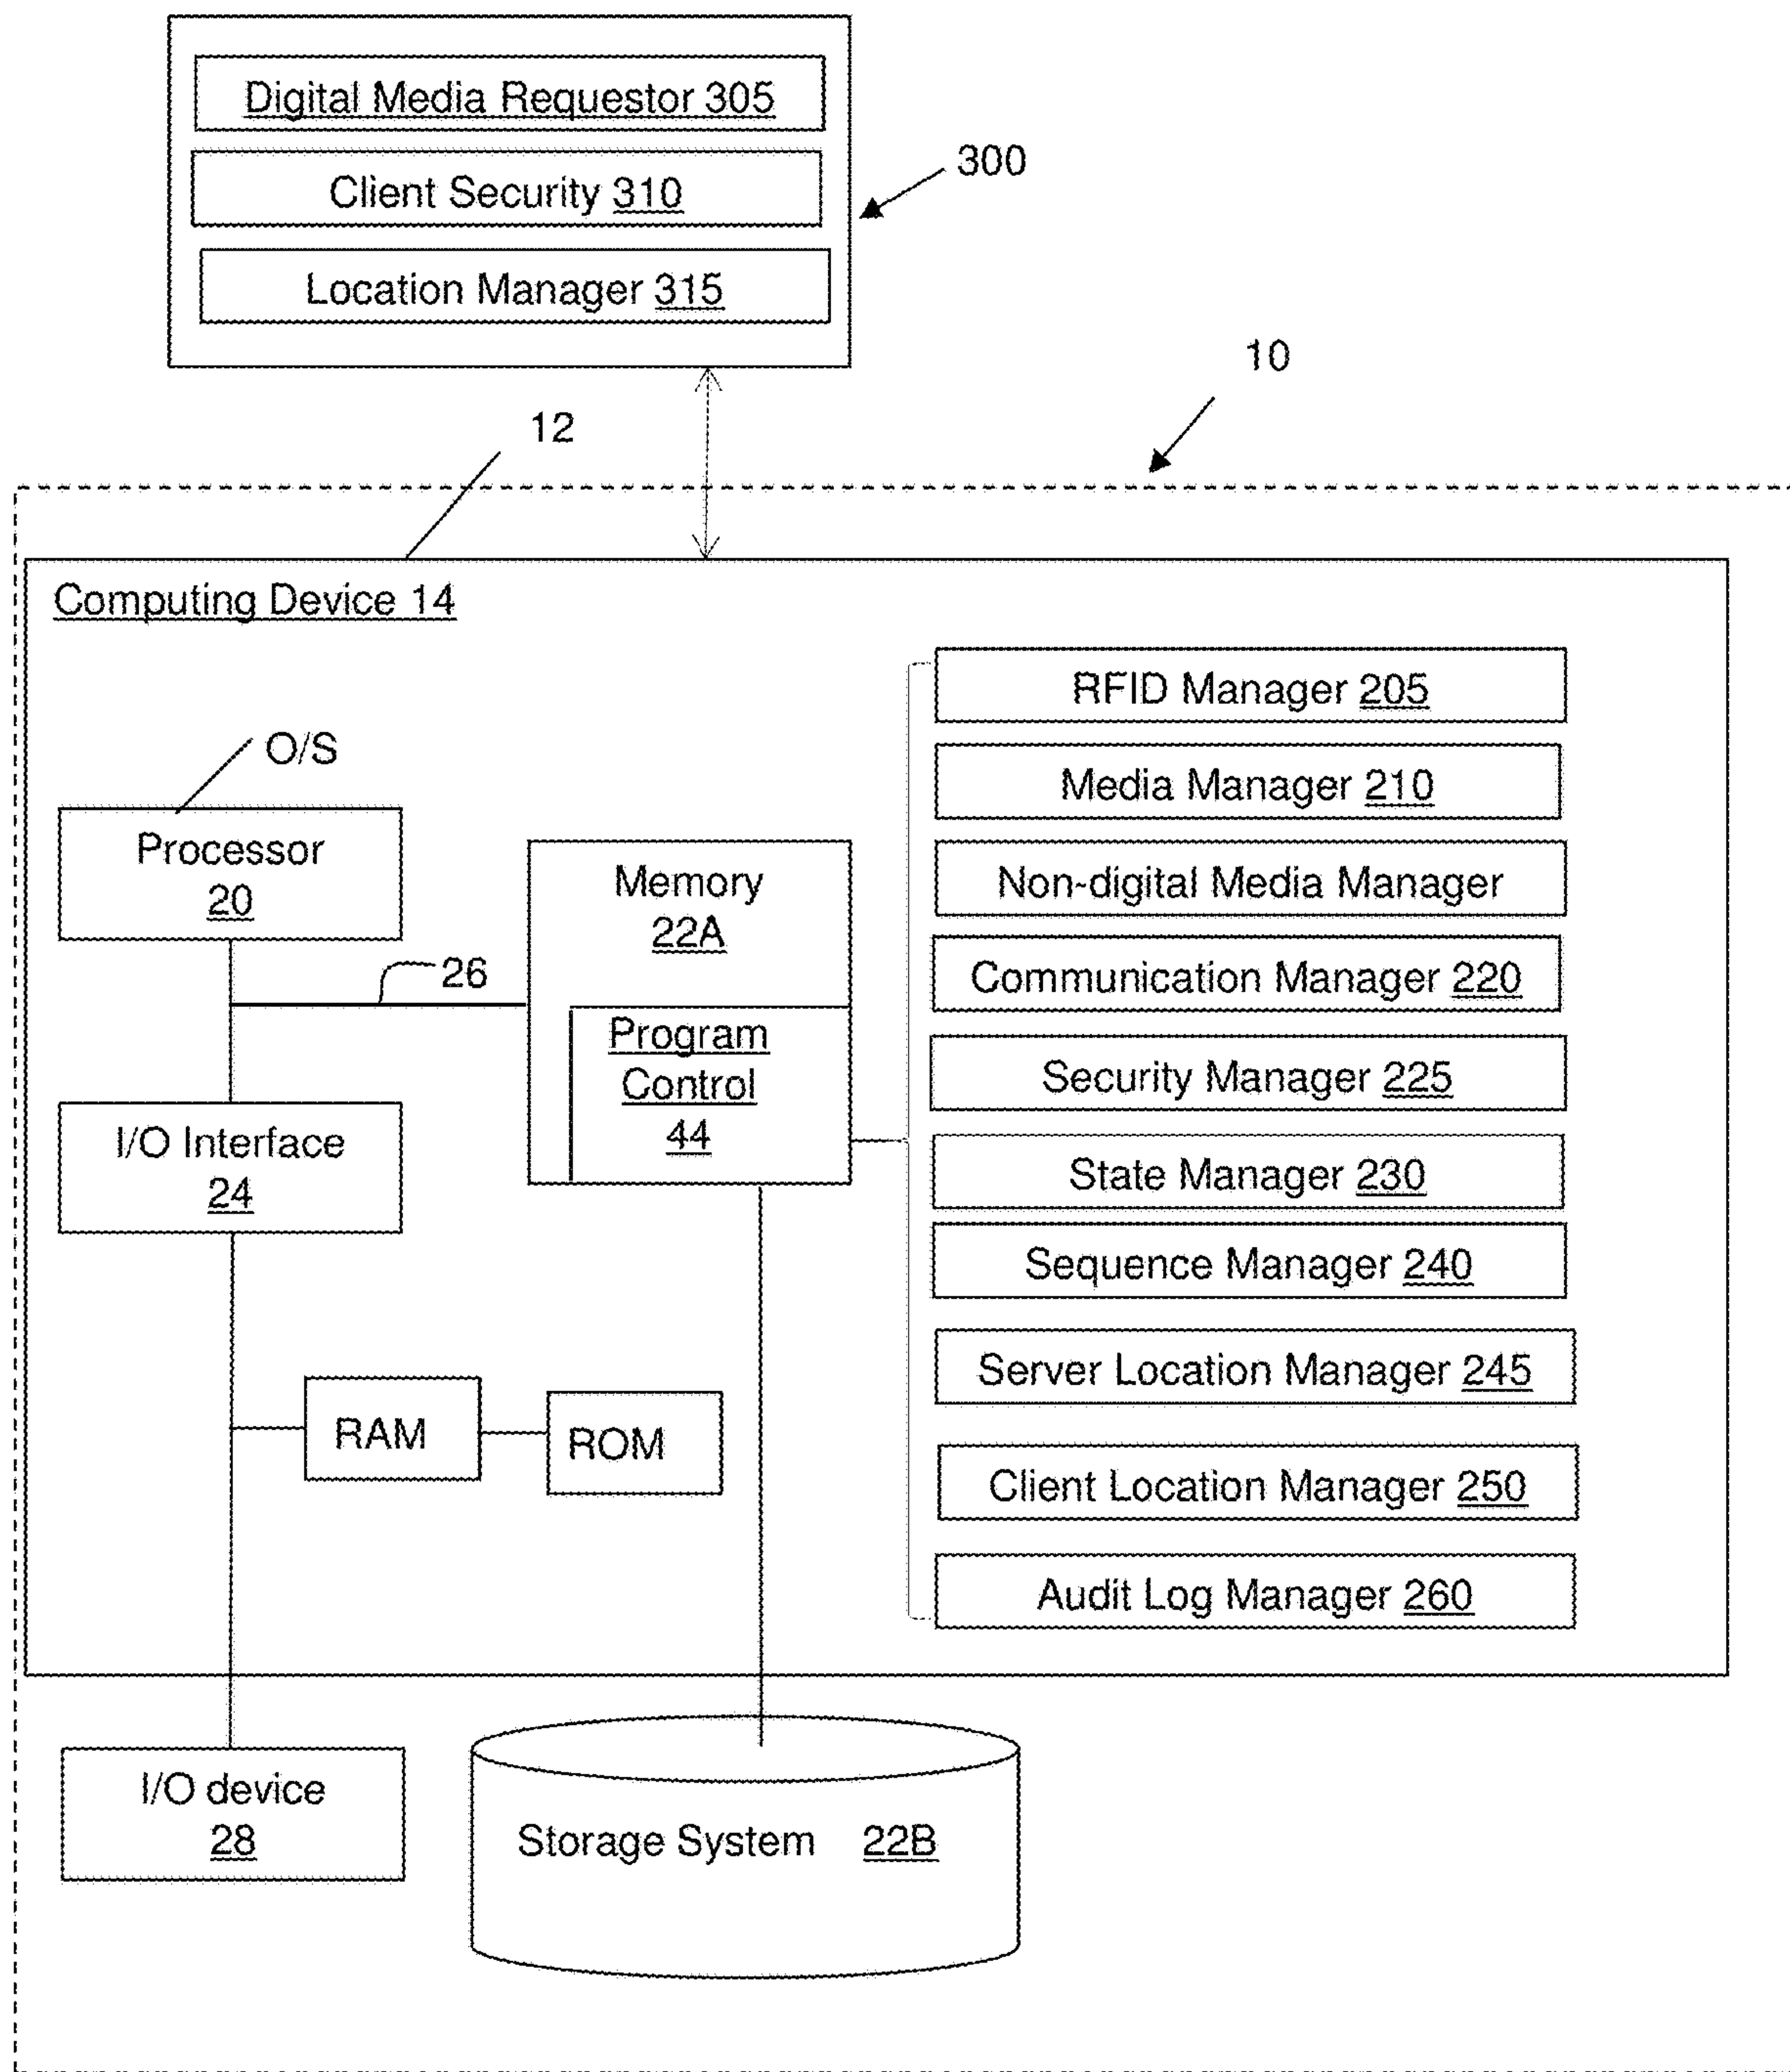 Digital Media Requestor 305
Client Security 310
Location Manager 315
300
10
12
Computing Device 14
O/S
Processor
20
26
Memory
22A
Program
Control
44
I/O Interface
24
RAM
ROM
RFID Manager 205
Media Manager 210
Non-digital Media Manager
Communication Manager 220
Security Manager 225
State Manager 230
Sequence Manager 240
Server Location Manager 245
Client Location Manager 250
Audit Log Manager 260
I/O device
28
Storage System 22B